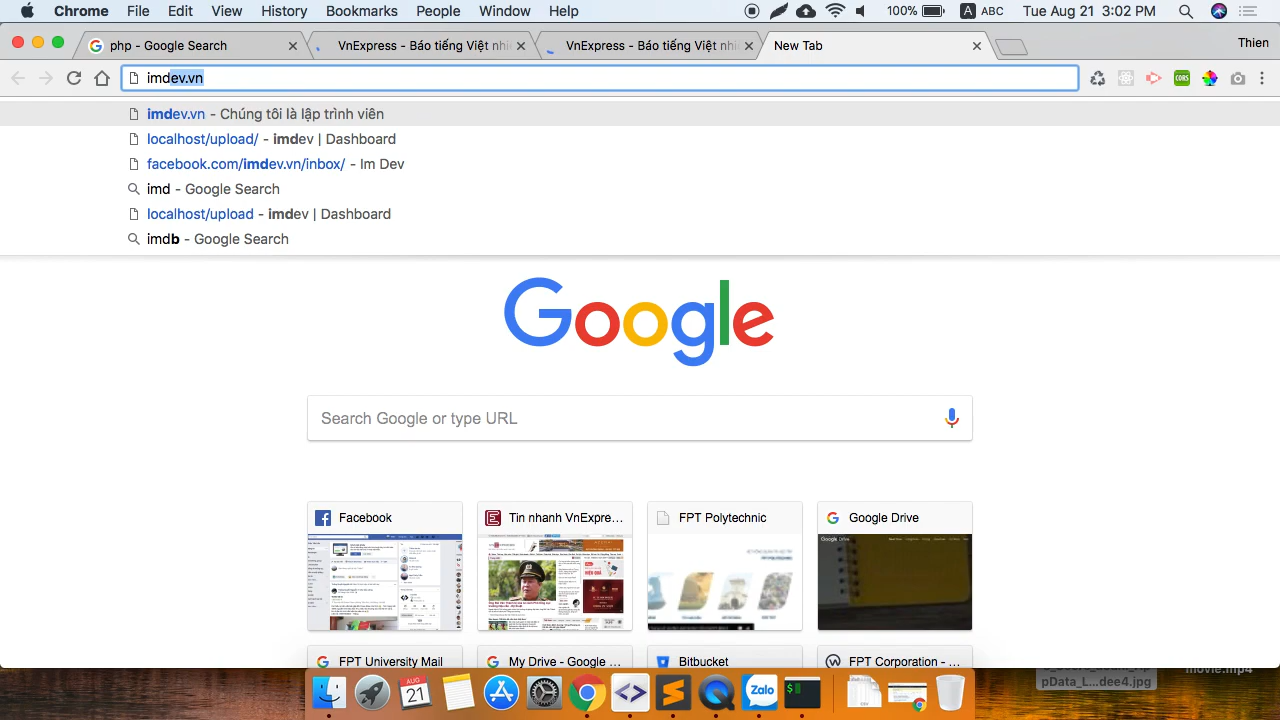 Chrome File Edit View History Bookmarks People Window Help 100% A ABC Tue Aug 21 3:02 PM
php - Google Search VnExpress - Báo tiếng Việt nhi VnExpress - Báo tiếng Việt nhi New Tab Thien
imdev.vn CORS
imdev.vn - Chúng tôi là lập trình viên
localhost/upload/ - imdev | Dashboard
facebook.com/imdev.vn/inbox/ - Im Dev
imd - Google Search
localhost/upload - imdev | Dashboard
imdb - Google Search
Google
Search Google or type URL
Facebook Tin nhanh VnExpre... FPT Polytechnic Google Drive
FPT University Mai My Drive - Google ... Bitbucket FPT Corporation - ...
movie.mp4
pData_L...dee4.jpg
AUG
21 Zalo